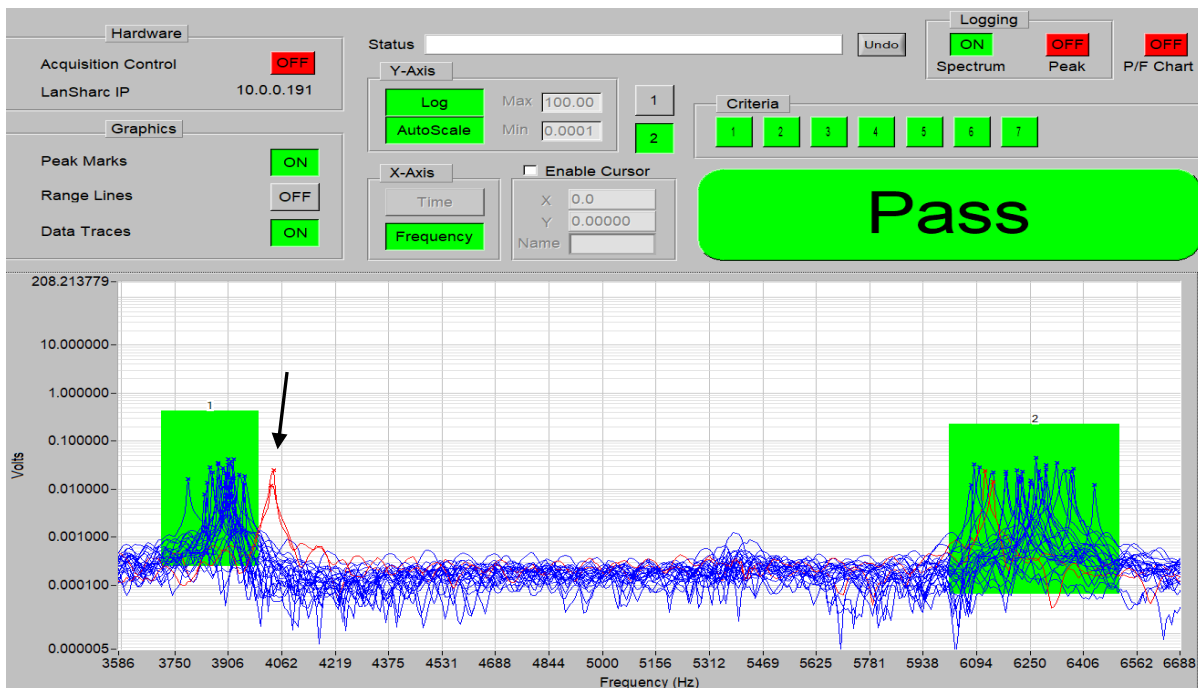 Hardware
Acquisition Control OFF
LanSharc IP 10.0.0.191
Graphics
Peak Marks ON
Range Lines OFF
Data Traces ON
Status Undo
Y-Axis
Log Max 100.00
AutoScale Min 0.0001
1
2
X-Axis
Time
Frequency
Enable Cursor
X 0.0
Y 0.00000
Name
Logging
ON OFF OFF
Spectrum Peak P/F Chart
Criteria
1 2 3 4 5 6 7
Pass
208.213779
10.000000
1.000000
0.100000
0.010000
0.001000
0.000100
0.000005
Volts
1
2
3586 3750 3906 4062 4219 4375 4531 4688 4844 5000 5156 5312 5469 5625 5781 5938 6094 6250 6406 6562 6688
Frequency (Hz)